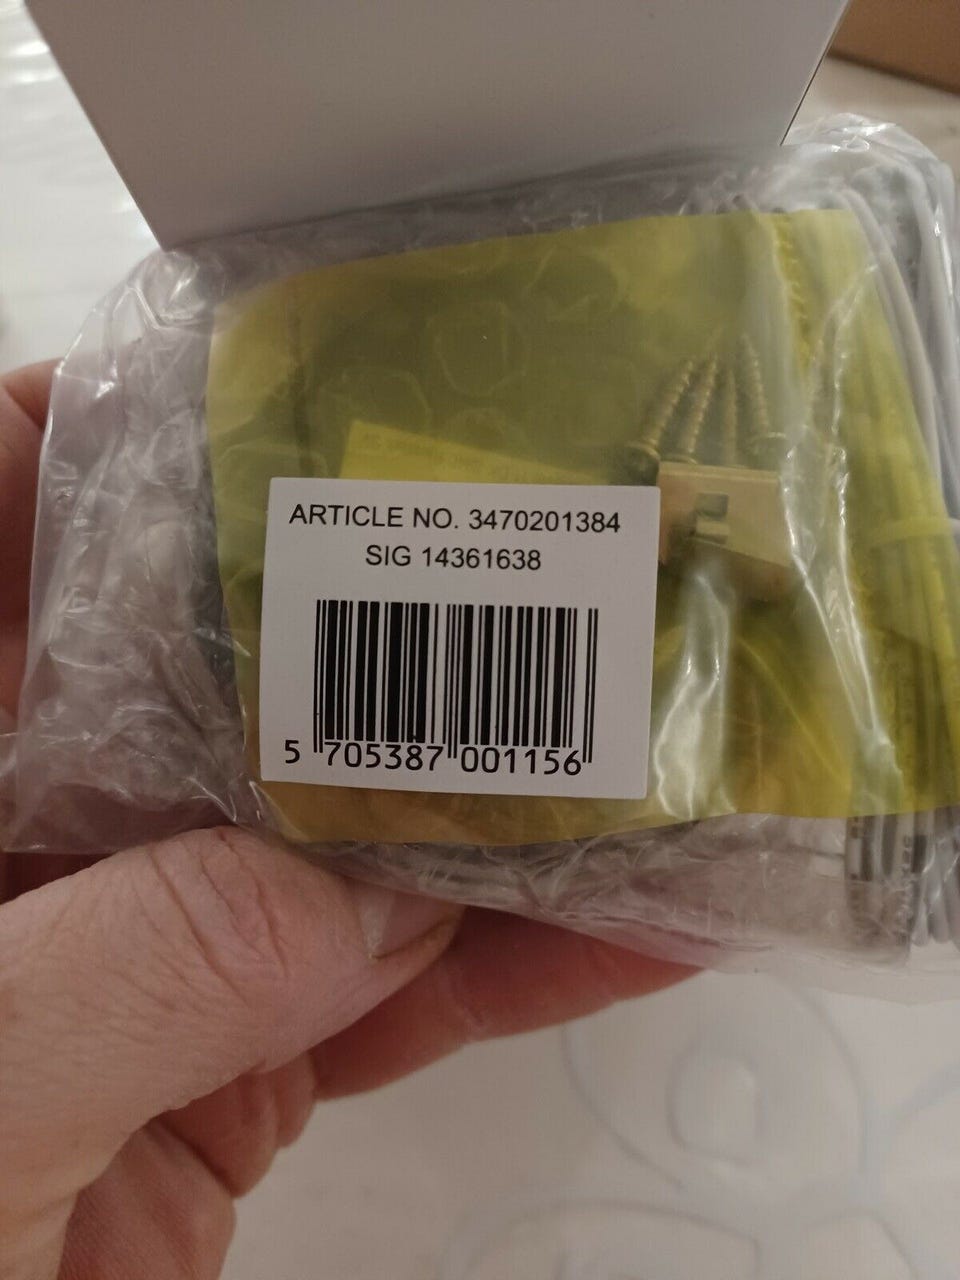 ARTICLE NO. 3470201384
SIG 14361638
5 705387 001156